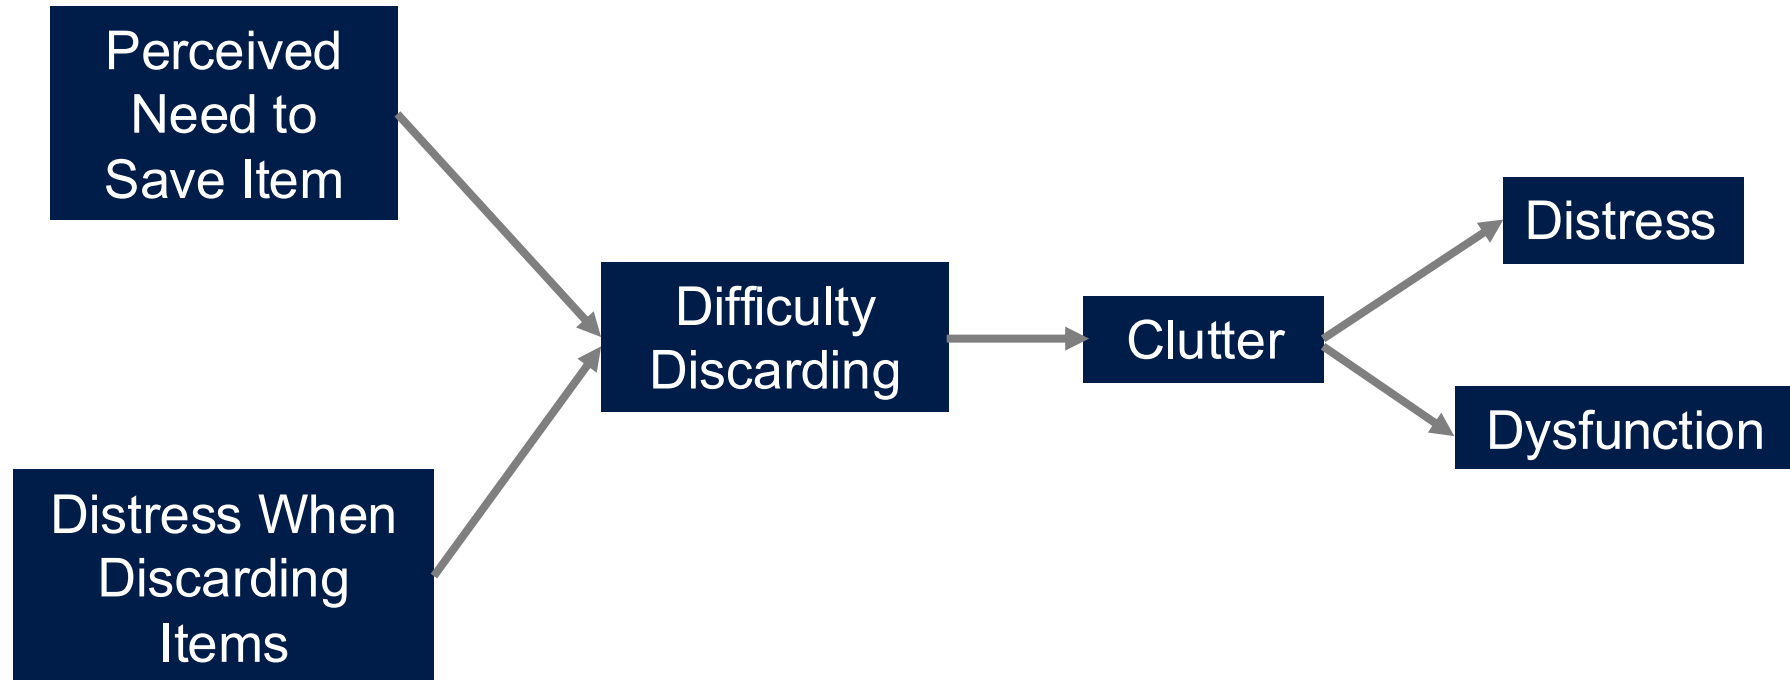 Perceived
Need to
Save Item
Distress When
Discarding
Items
Difficulty
Discarding
Clutter
Distress
Dysfunction